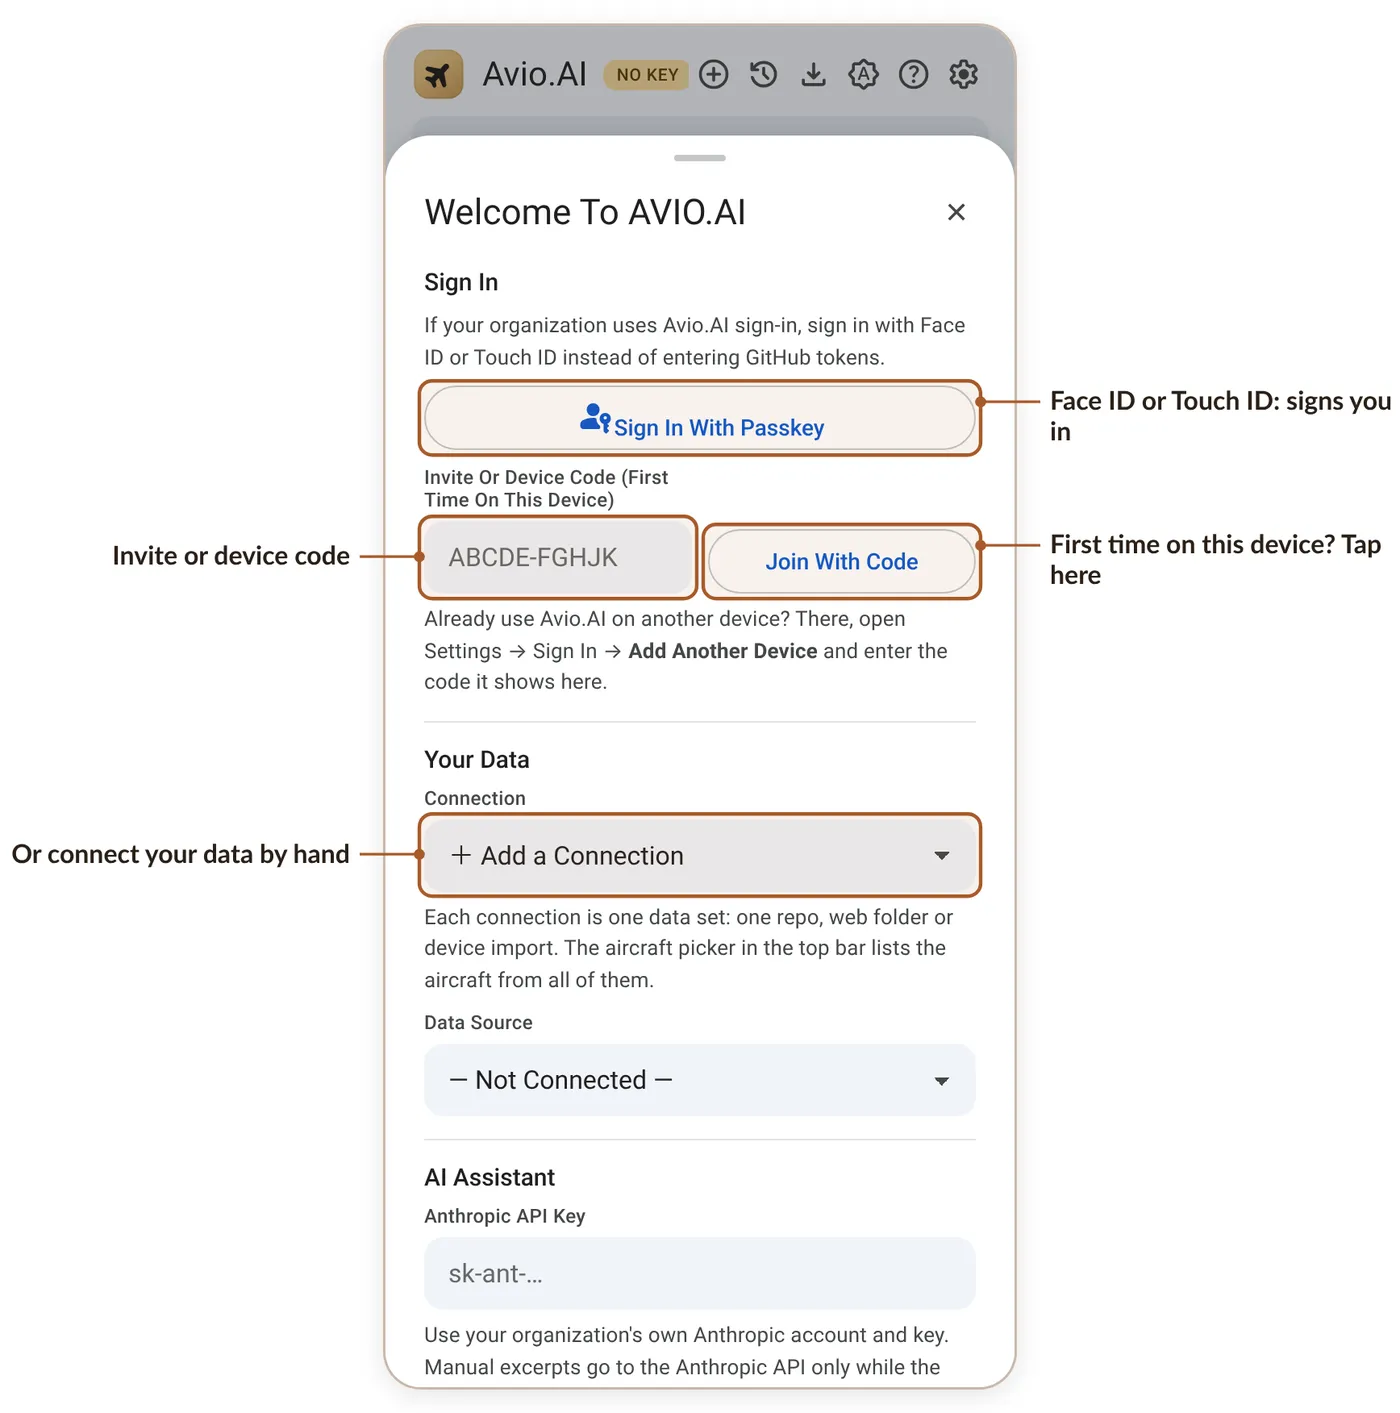 Avio.AI NO KEY
Welcome To AVIO.AI
Sign In
If your organization uses Avio.AI sign-in, sign in with Face
ID or Touch ID instead of entering GitHub tokens.
Sign In With Passkey
Face ID or Touch ID: signs you
in
Invite Or Device Code (First
Time On This Device)
Invite or device code
ABCDE-FGHJK
Join With Code
First time on this device? Tap
here
Already use Avio.AI on another device? There, open
Settings → Sign In → Add Another Device and enter the
code it shows here.
Your Data
Connection
Or connect your data by hand
+ Add a Connection
Each connection is one data set: one repo, web folder or
device import. The aircraft picker in the top bar lists the
aircraft from all of them.
Data Source
— Not Connected —
AI Assistant
Anthropic API Key
sk-ant-...
Use your organization's own Anthropic account and key.
Manual excerpts go to the Anthropic API only while the